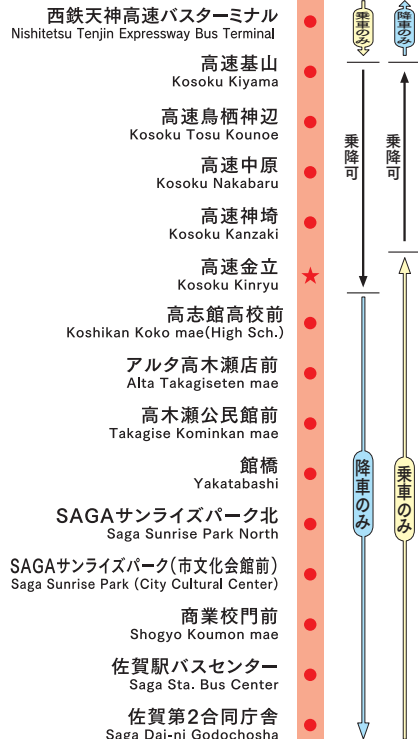 西鉄天神高速バスターミナル
Nishitetsu Tenjin Expressway Bus Terminal
高速基山
Kosoku Kiyama
高速鳥栖神辺
Kosoku Tosu Kounoe
高速中原
Kosoku Nakabaru
高速神埼
Kosoku Kanzaki
高速金立
Kosoku Kinryu
高志館高校前
Koshikan Koko mae(High Sch.)
アルタ高木瀬店前
Alta Takagiseten mae
高木瀬公民館前
Takagise Kominkan mae
館橋
Yakatabashi
SAGAサンライズパーク北
Saga Sunrise Park North
SAGAサンライズパーク(市文化会館前)
Saga Sunrise Park (City Cultural Center)
商業校門前
Shogyo Koumon mae
佐賀駅バスセンター
Saga Sta. Bus Center
佐賀第2合同庁舎
Saga Dai-ni Godochosha
乗車のみ
降車のみ
乗降可
乗降可
降車のみ
乗車のみ